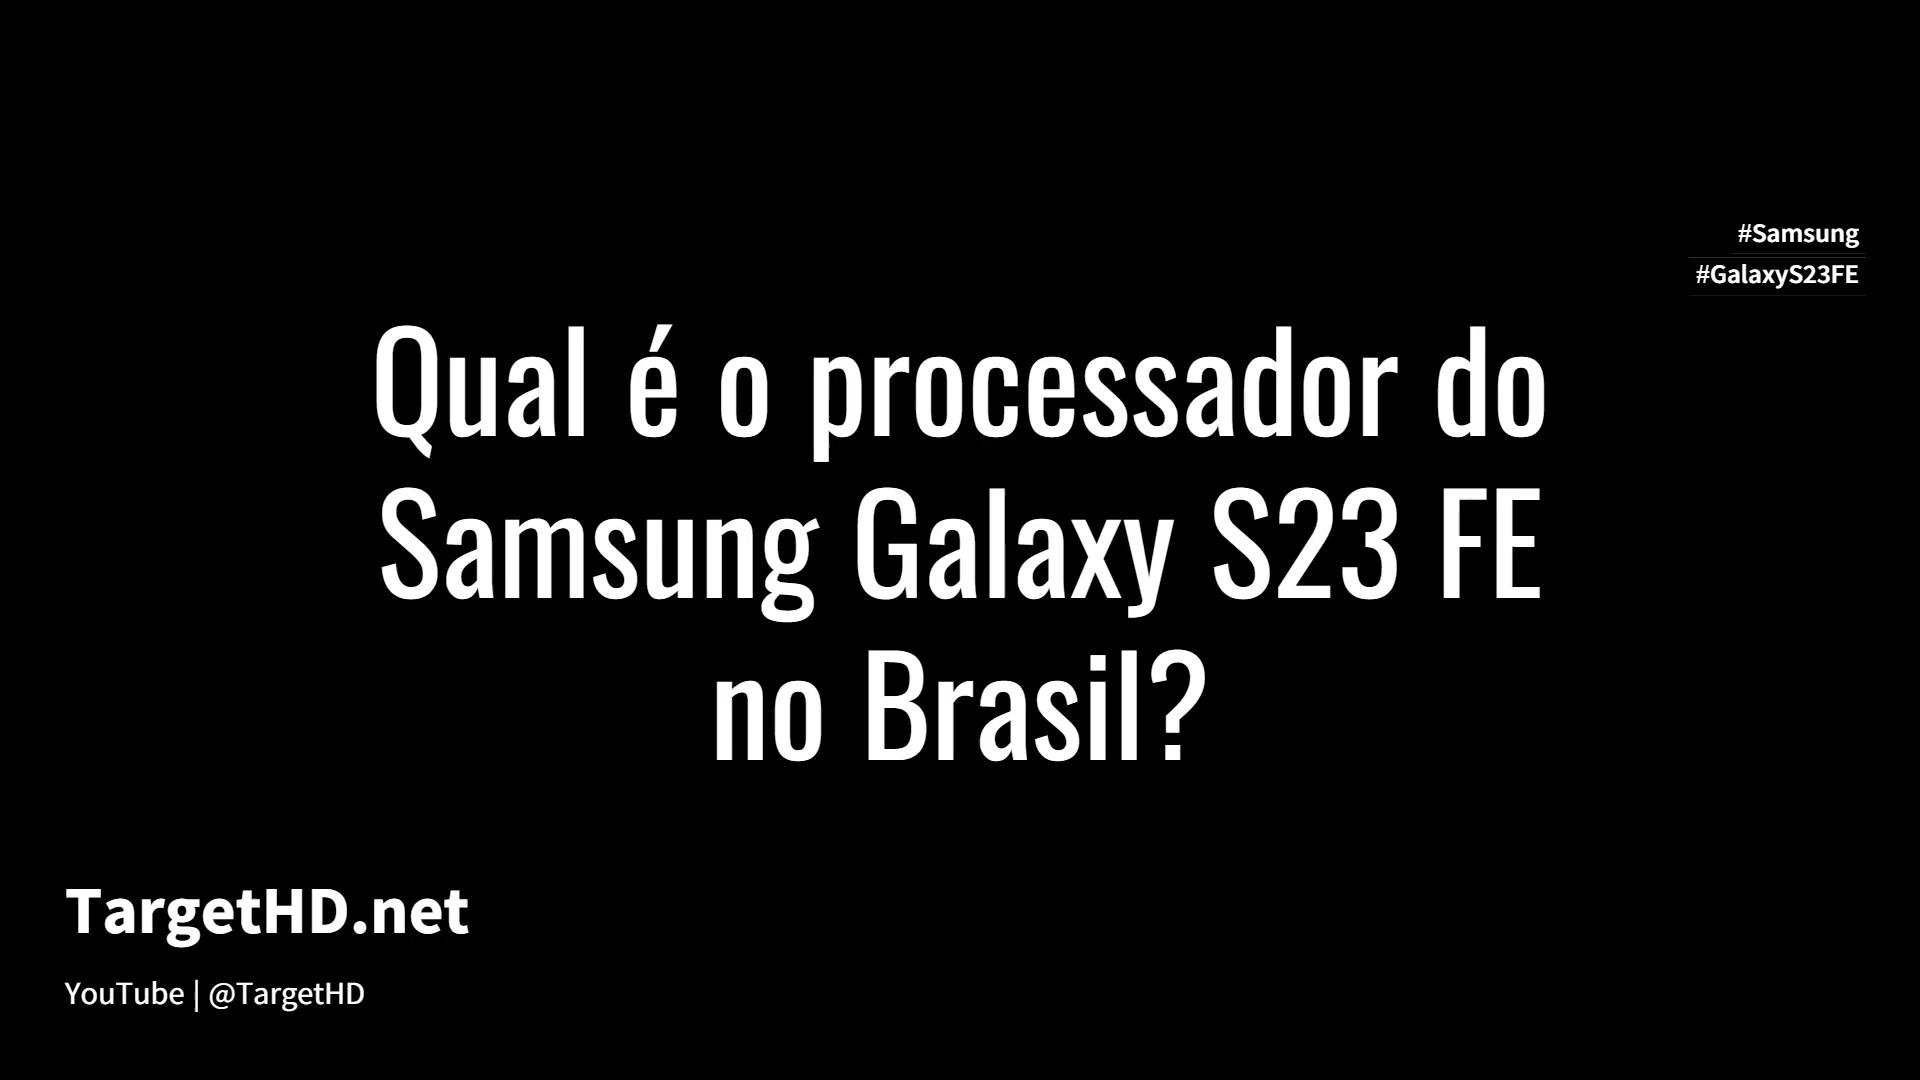 #Samsung
#GalaxyS23FE
Qual é o processador do
Samsung Galaxy S23 FE
no Brasil?
TargetHD.net
YouTube | @TargetHD